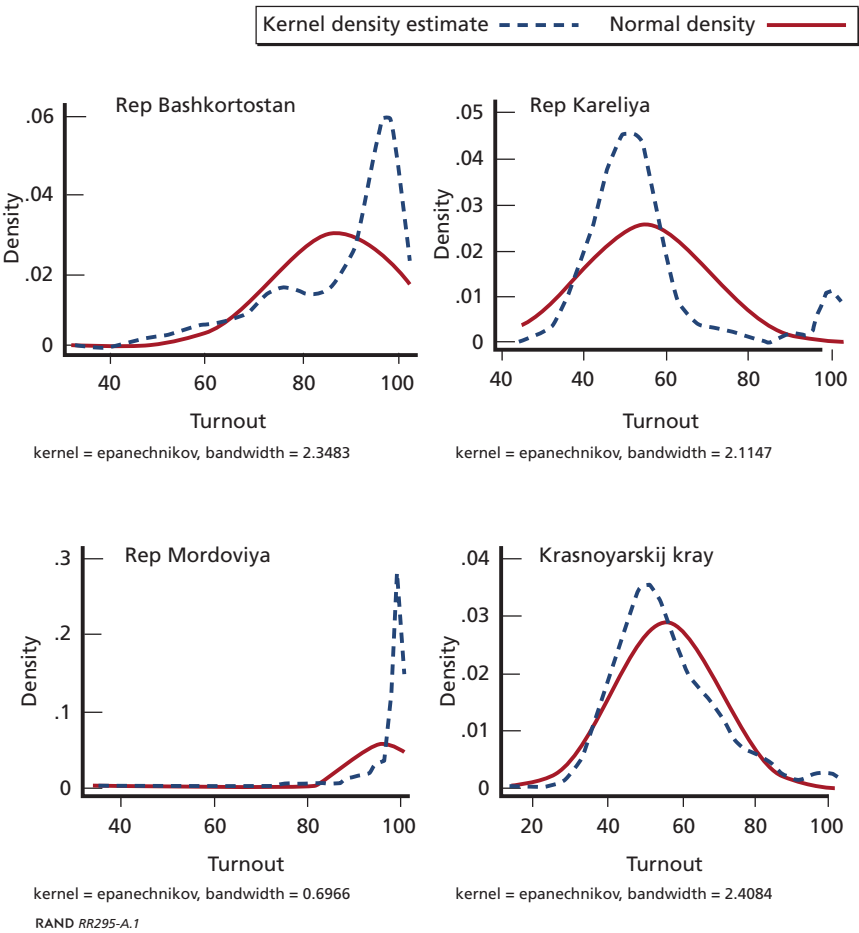 Kernel density estimate Normal density
Rep Bashkortostan
.06
.04
.02
0
Density
40 60 80 100
Turnout
kernel = epanechnikov, bandwidth = 2.3483
Rep Kareliya
.05
.04
.03
.02
.01
0
Density
40 40 60 80 100
Turnout
kernel = epanechnikov, bandwidth = 2.1147
Rep Mordoviya
.3
.2
.1
0
Density
40 60 80 100
Turnout
kernel = epanechnikov, bandwidth = 0.6966
Krasnoyarskij kray
.04
.03
.02
.01
0
Density
20 40 60 80 100
Turnout
kernel = epanechnikov, bandwidth = 2.4084
RAND RR295-A.1